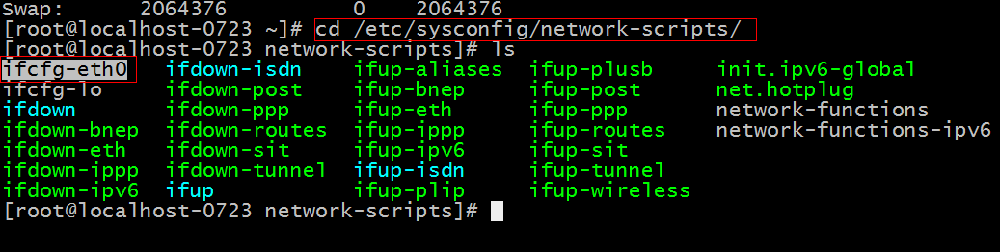 Swap:       2064376          0    2064376
[root@localhost-0723 ~]# cd /etc/sysconfig/network-scripts/
[root@localhost-0723 network-scripts]# ls
ifcfg-eth0   ifdown-isdn    ifup-aliases  ifup-plusb     init.ipv6-global
ifcfg-lo     ifdown-post    ifup-bnep     ifup-post      net.hotplug
ifdown       ifdown-ppp     ifup-eth      ifup-ppp       network-functions
ifdown-bnep  ifdown-routes  ifup-ippp     ifup-routes    network-functions-ipv6
ifdown-eth   ifdown-sit     ifup-ipv6     ifup-sit
ifdown-ippp  ifdown-tunnel  ifup-isdn     ifup-tunnel
ifdown-ipv6  ifup           ifup-plip     ifup-wireless
[root@localhost-0723 network-scripts]#